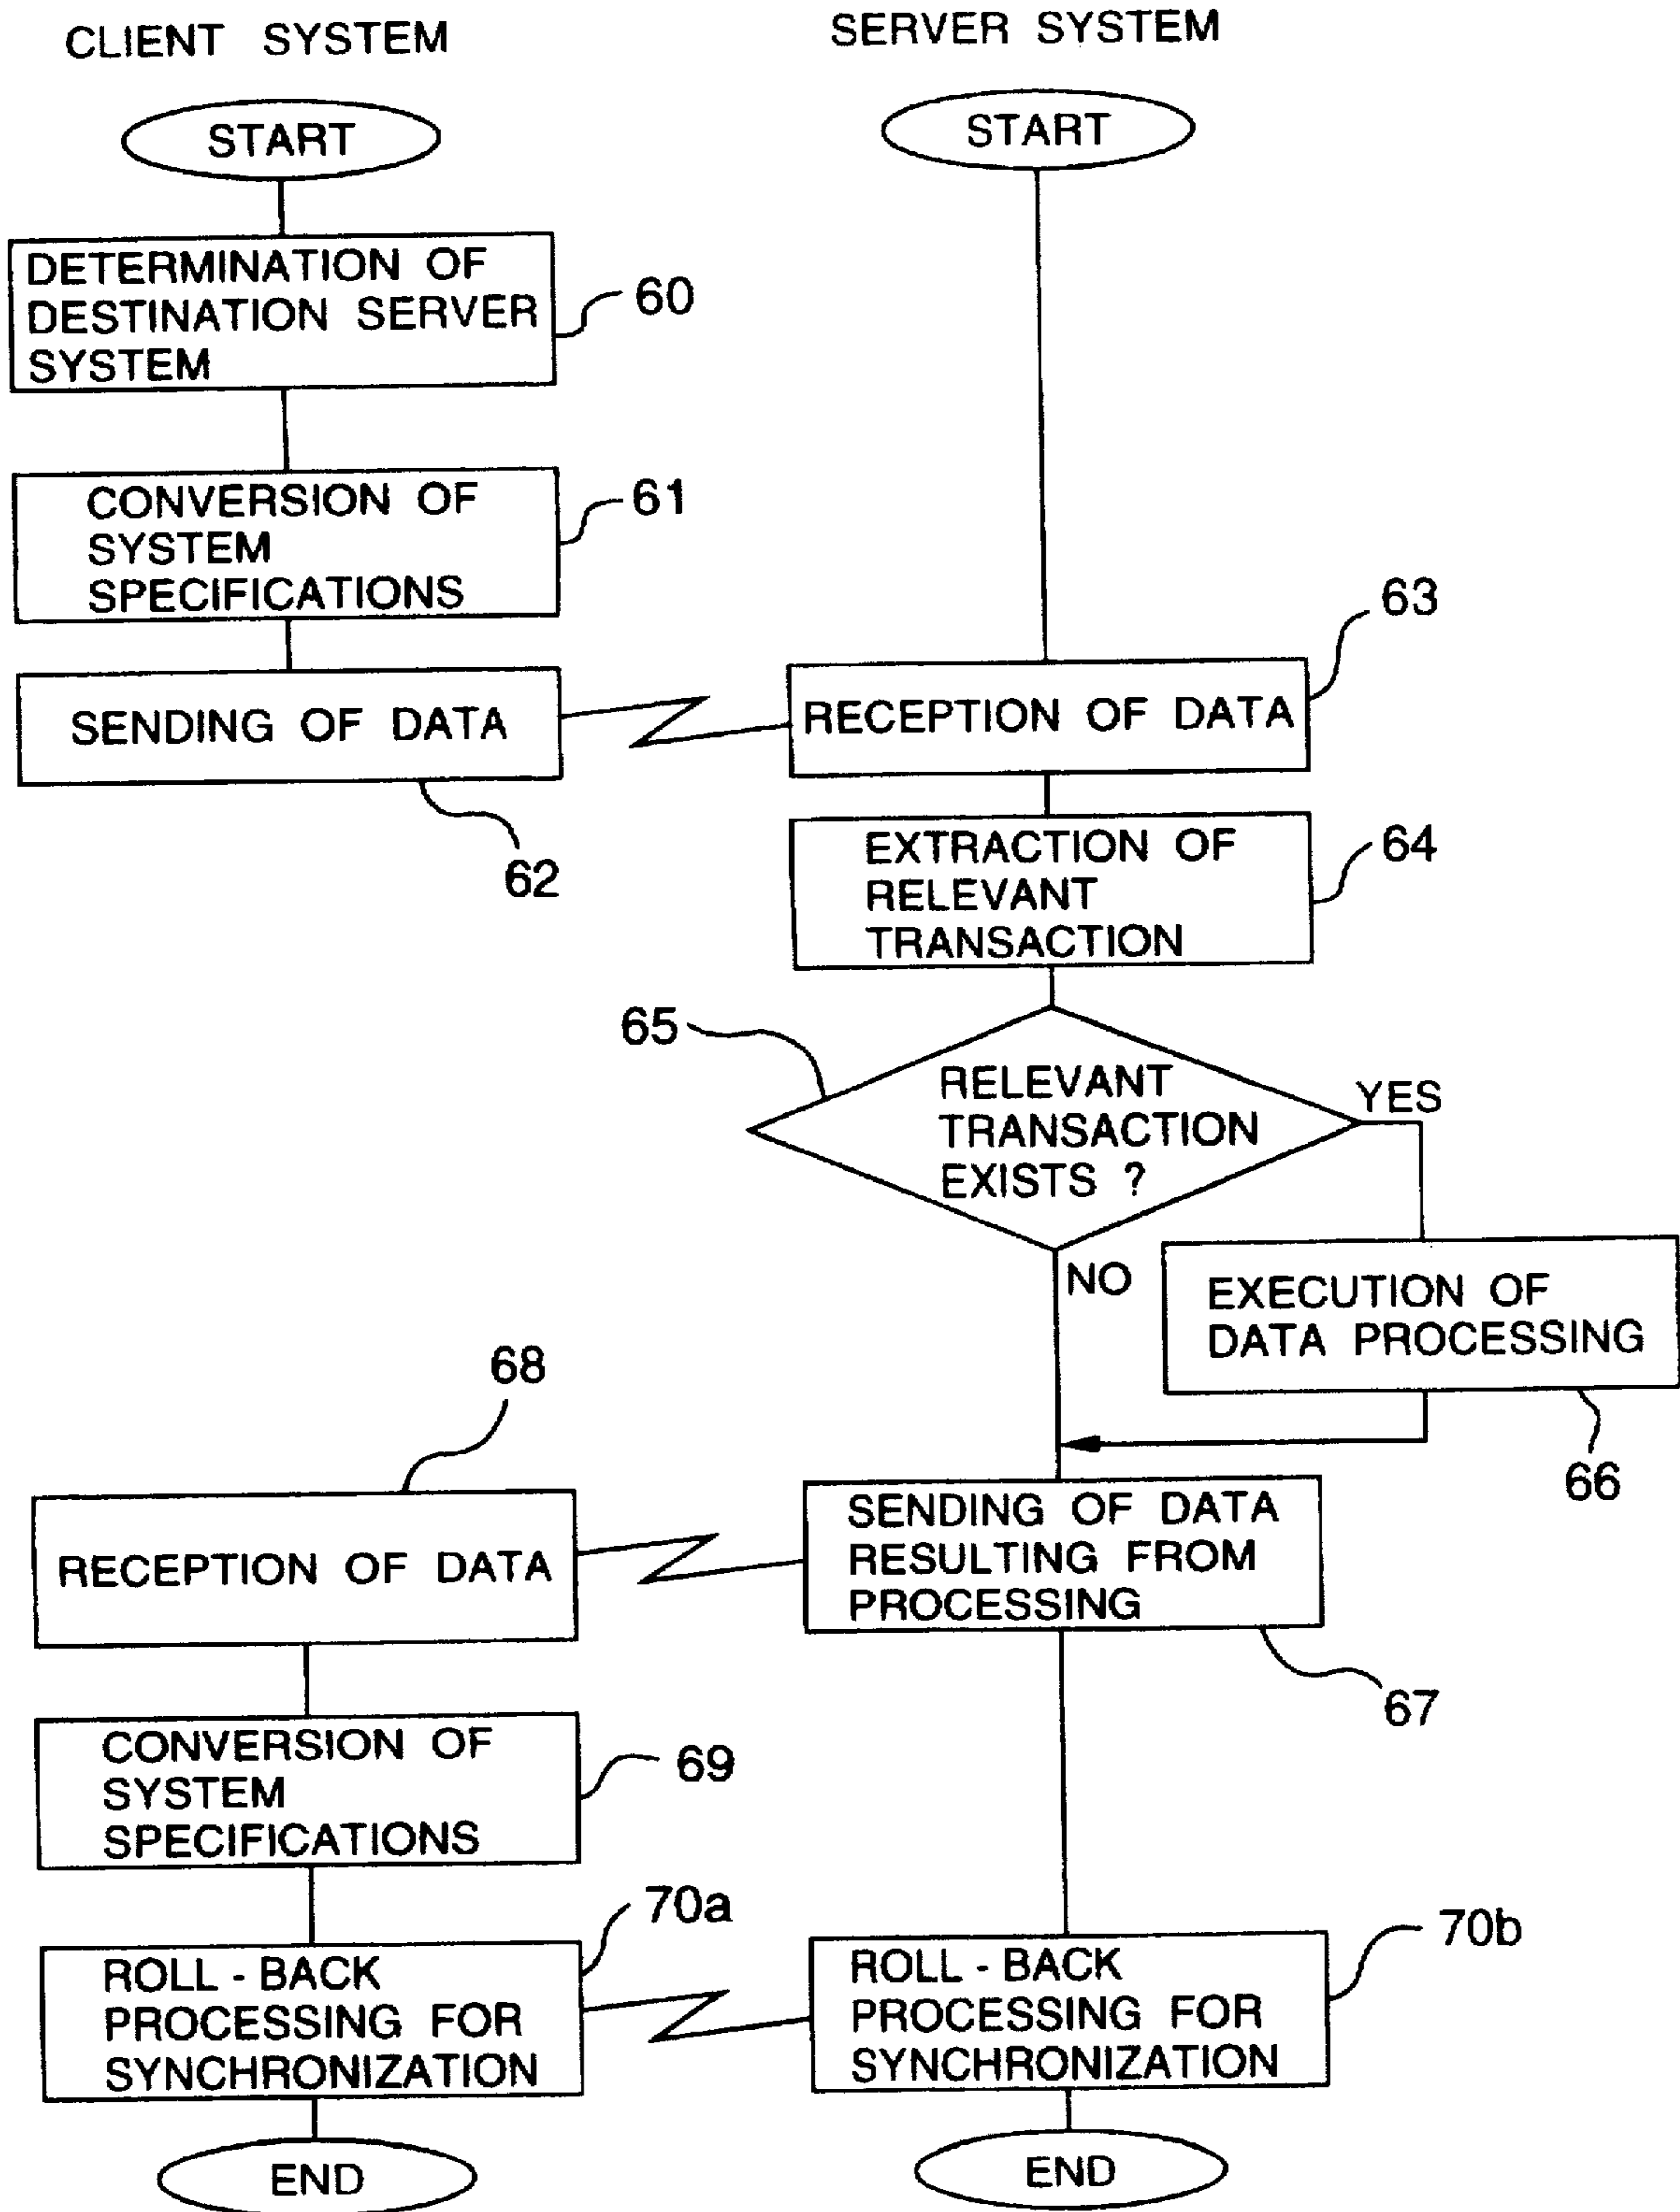 CLIENT SYSTEM
SERVER SYSTEM
START
START
DETERMINATION OF
DESTINATION SERVER
SYSTEM
60
CONVERSION OF
SYSTEM
SPECIFICATIONS
61
63
SENDING OF DATA
RECEPTION OF DATA
62
EXTRACTION OF
RELEVANT
TRANSACTION
64
65
RELEVANT
TRANSACTION
EXISTS ?
YES
NO
EXECUTION OF
DATA PROCESSING
66
68
RECEPTION OF DATA
SENDING OF DATA
RESULTING FROM
PROCESSING
67
CONVERSION OF
SYSTEM
SPECIFICATIONS
69
70a
70b
ROLL - BACK
PROCESSING FOR
SYNCHRONIZATION
ROLL - BACK
PROCESSING FOR
SYNCHRONIZATION
END
END